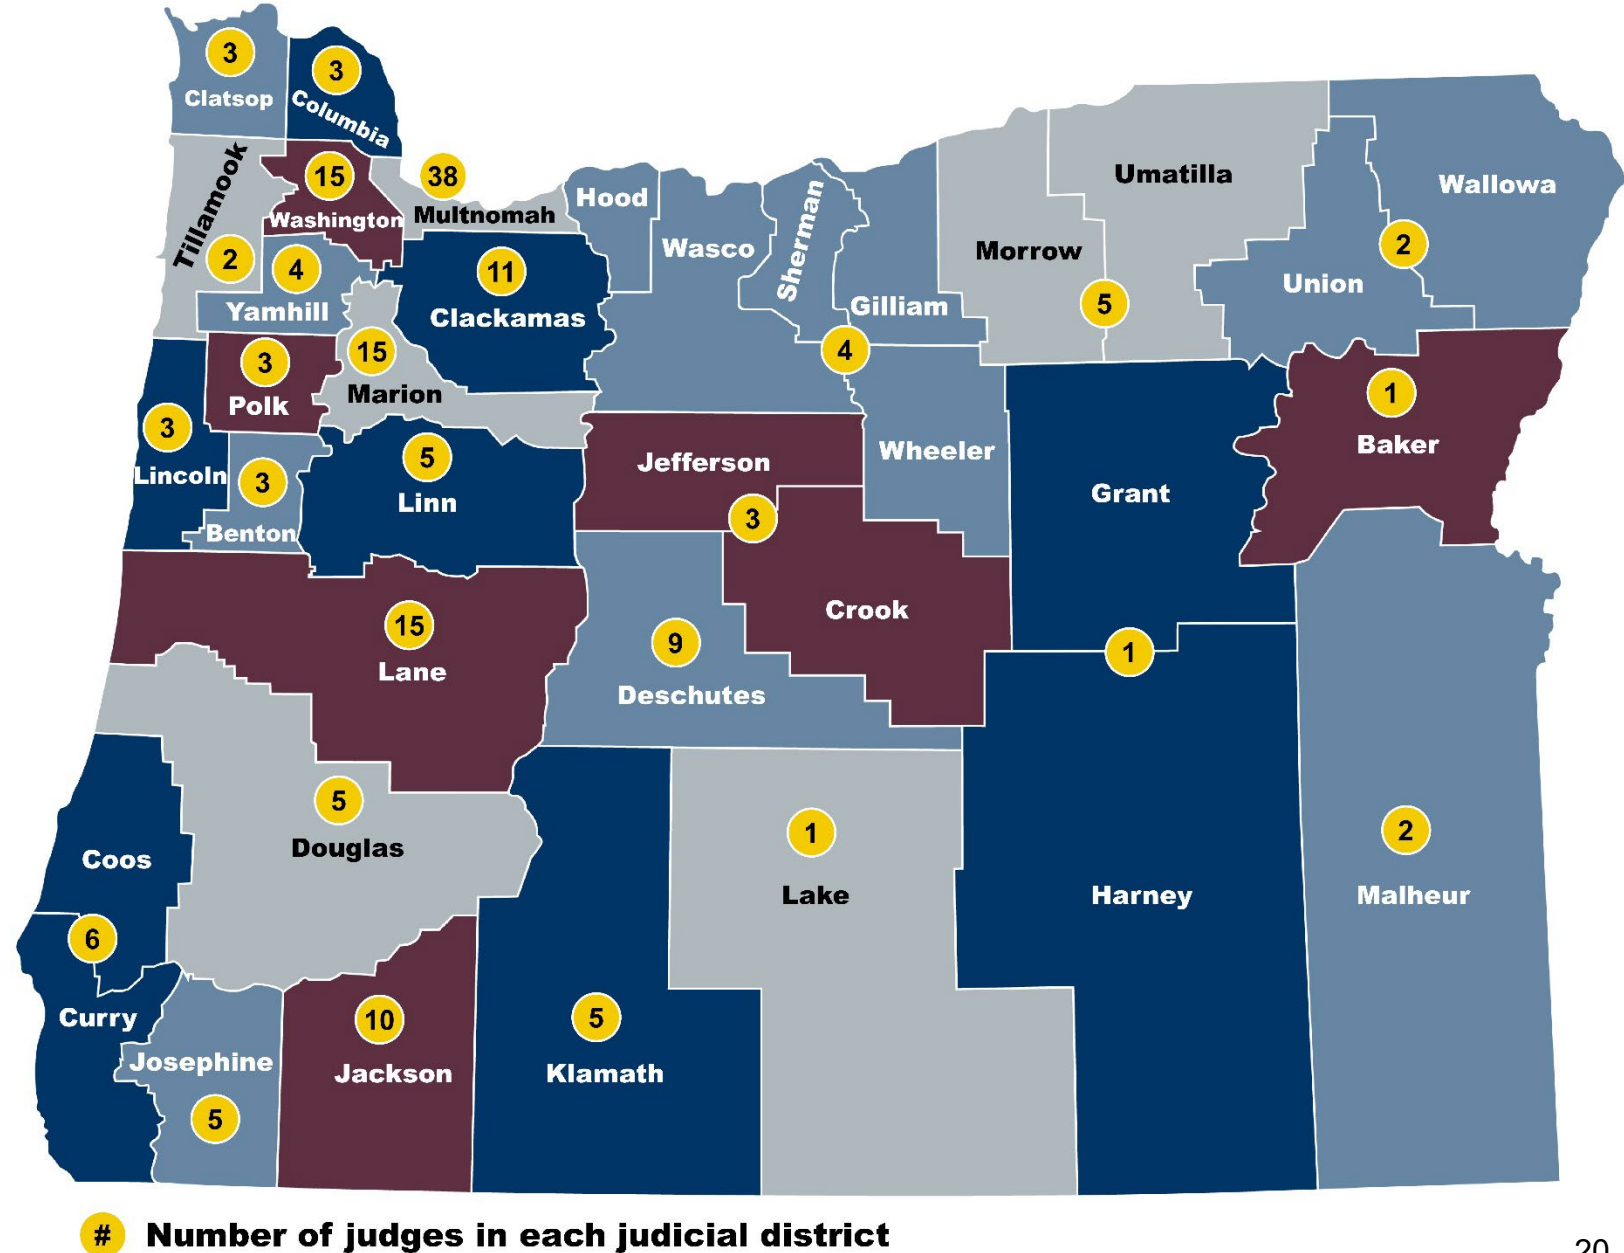 3
Clatsop
3
Columbia
Tillamook
2
15
Washington
38
Multnomah
4
Yamhill
11
Clackamas
15
Marion
3
Polk
3
Lincoln
3
Benton
5
Linn
Hood
Wasco
Sherman
Gilliam
4
Wheeler
Morrow
Umatilla
5
Union
Wallowa
2
1
Baker
Jefferson
3
Crook
Grant
1
Harney
15
Lane
9
Deschutes
5
Douglas
Coos
6
Curry
Josephine
5
10
Jackson
5
Klamath
1
Lake
2
Malheur
# Number of judges in each judicial district
20